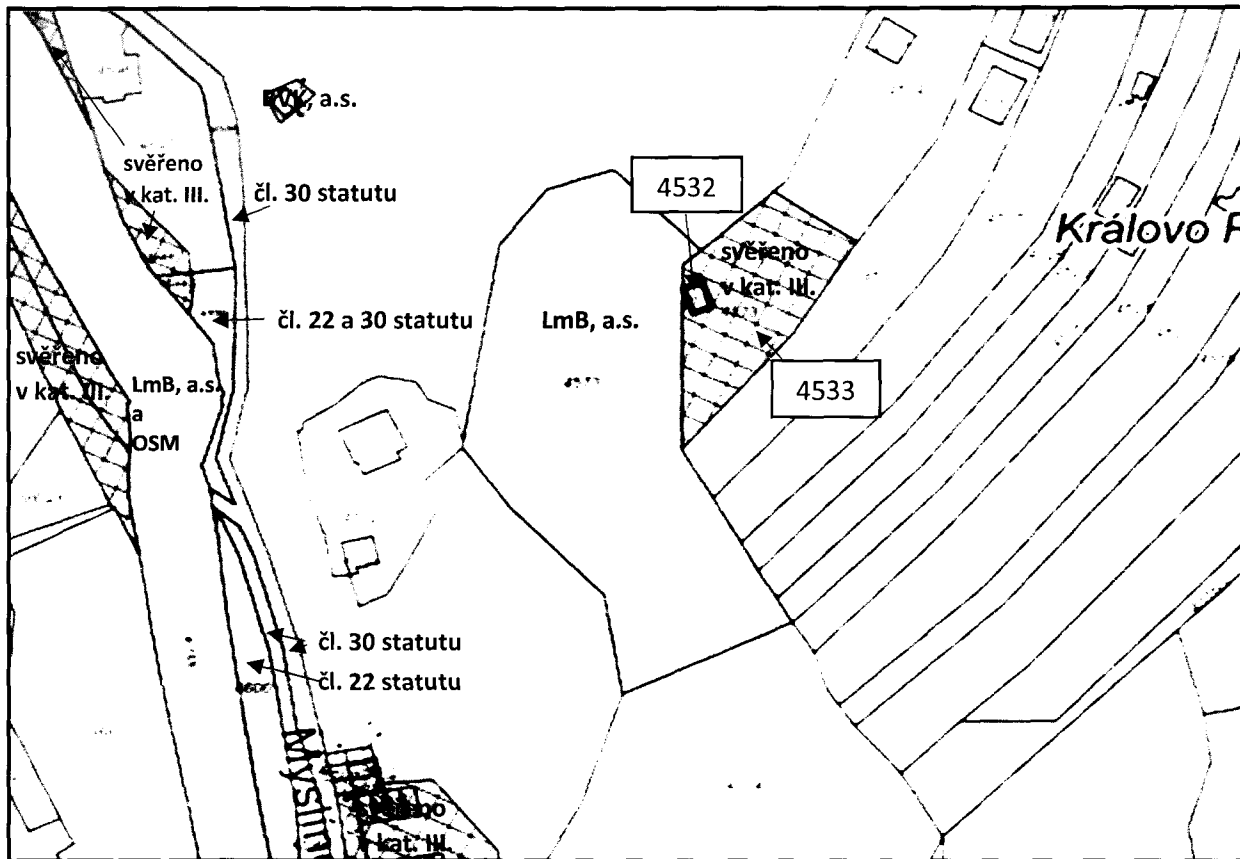 a.s.
svěřeno
v kat. III.
čl. 30 statutu
4532
Královo
svěřeno
v kat. III.
čl. 22 a 30 statutu
LmB, a.s.
svěřeno
v kat. III.
LmB, a.s.
a
OSM
4533
čl. 30 statutu
čl. 22 statutu
kat. III.